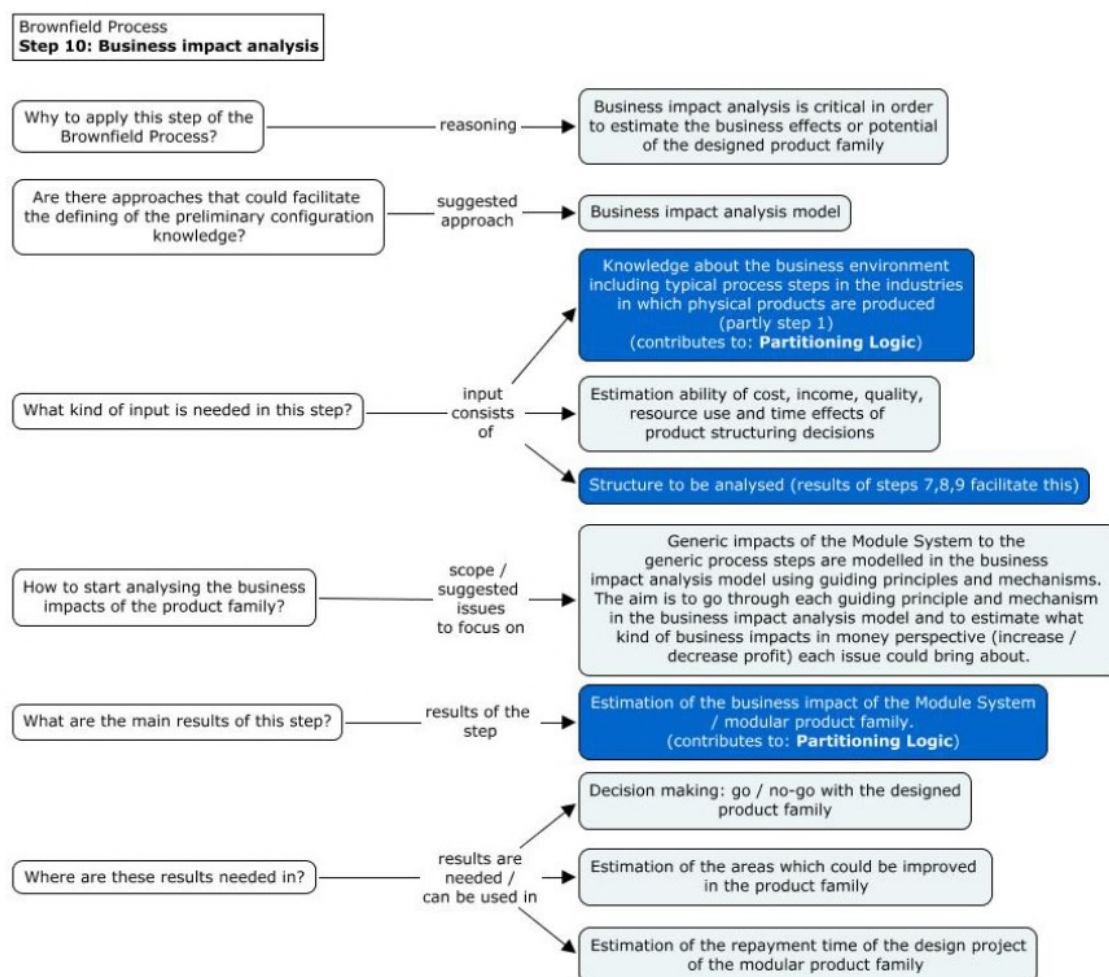 Brownfield Process
Step 10: Business impact analysis
Why to apply this step of the
Brownfield Process?
reasoning
Business impact analysis is critical in order
to estimate the business effects or potential
of the designed product family
Are there approaches that could facilitate
the defining of the preliminary configuration
knowledge?
suggested
approach
Business impact analysis model
Knowledge about the business environment
including typical process steps in the industries
in which physical products are produced
(partly step 1)
(contributes to: Partitioning Logic)
What kind of input is needed in this step?
input
consists
of
Estimation ability of cost, income, quality,
resource use and time effects of
product structuring decisions
Structure to be analysed (results of steps 7,8,9 facilitate this)
How to start analysing the business
impacts of the product family?
scope /
suggested
issues
to focus on
Generic impacts of the Module System to the
generic process steps are modelled in the business
impact analysis model using guiding principles and mechanisms.
The aim is to go through each guiding principle and mechanism
in the business impact analysis model and to estimate what
kind of business impacts in money perspective (increase /
decrease profit) each issue could bring about.
What are the main results of this step?
results of the
step
Estimation of the business impact of the Module System
/ modular product family.
(contributes to: Partitioning Logic)
Where are these results needed in?
results are
needed /
can be used in
Decision making: go / no-go with the designed
product family
Estimation of the areas which could be improved
in the product family
Estimation of the repayment time of the design project
of the modular product family